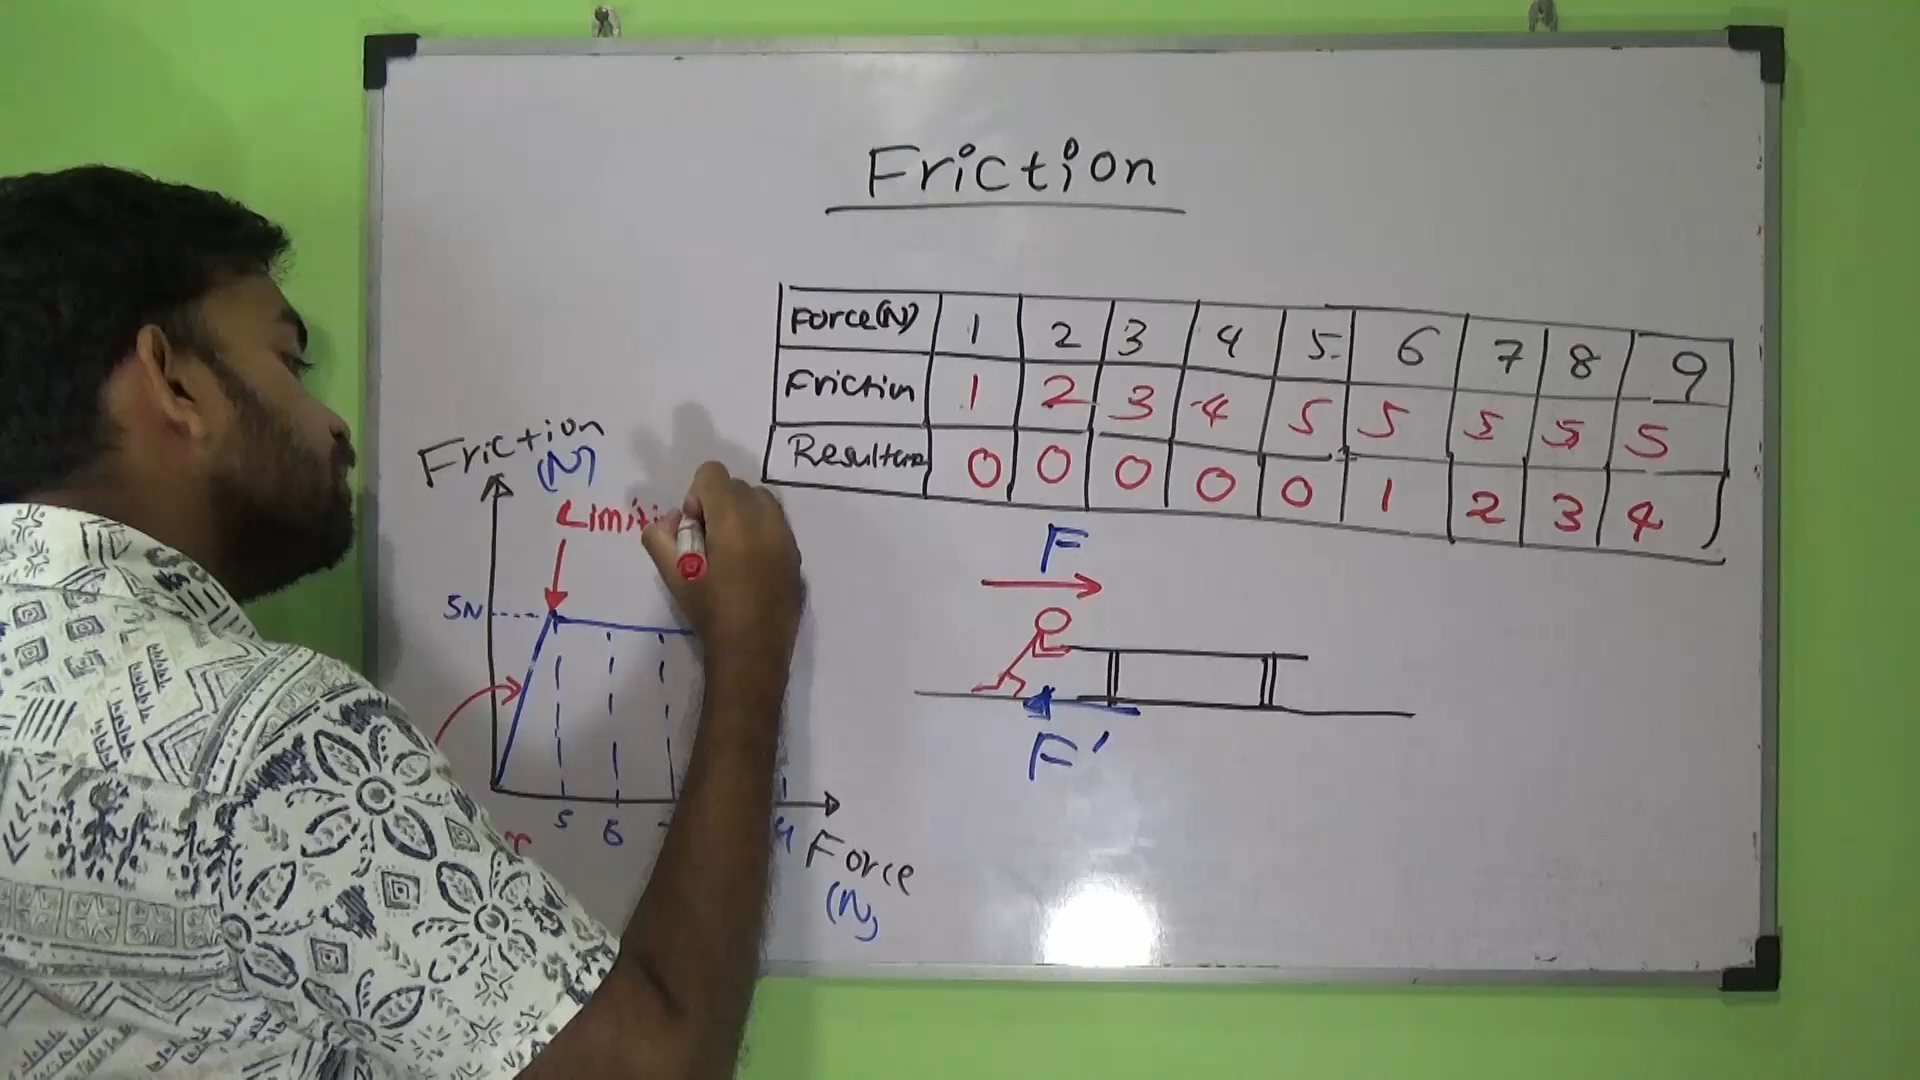 Friction
Force(N) 1 2 3 4 5 6 7 8 9
Friction 1 2 3 4 5 5 5 5 5
0 0 0 0 0 1 2 3 4
Friction
(N)
Limiti
5N
5 6
Force
(N)
F
F'